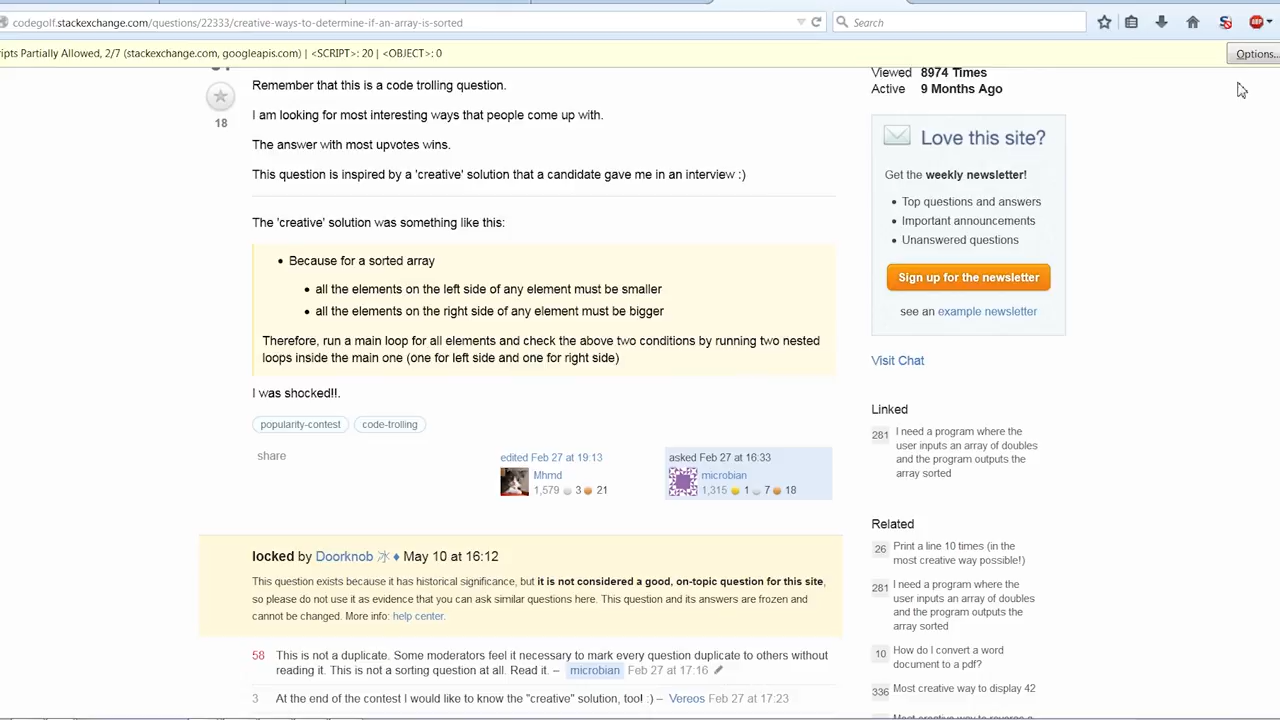 codegolf.stackexchange.com/questions/22333/creative-ways-to-determine-if-an-array-is-sorted
Search
ipts Partially Allowed, 2/7 (stackexchange.com, googleapis.com) | <SCRIPT>: 20 | <OBJECT>: 0
Options...
Remember that this is a code trolling question.
18
I am looking for most interesting ways that people come up with.
The answer with most upvotes wins.
This question is inspired by a 'creative' solution that a candidate gave me in an interview :)
The 'creative' solution was something like this:
• Because for a sorted array
• all the elements on the left side of any element must be smaller
• all the elements on the right side of any element must be bigger
Therefore, run a main loop for all elements and check the above two conditions by running two nested
loops inside the main one (one for left side and one for right side)
I was shocked!!.
popularity-contest code-trolling
share
edited Feb 27 at 19:13
Mhmd
1,579 3 21
asked Feb 27 at 16:33
microbian
1,315 1 7 18
locked by Doorknob 冰 ♦ May 10 at 16:12
This question exists because it has historical significance, but it is not considered a good, on-topic question for this site,
so please do not use it as evidence that you can ask similar questions here. This question and its answers are frozen and
cannot be changed. More info: help center.
58 This is not a duplicate. Some moderators feel it necessary to mark every question duplicate to others without
reading it. This is not a sorting question at all. Read it. – microbian Feb 27 at 17:16
3 At the end of the contest I would like to know the "creative" solution, too! :) – Vereos Feb 27 at 17:23
Viewed 8974 Times
Active 9 Months Ago
Love this site?
Get the weekly newsletter!
• Top questions and answers
• Important announcements
• Unanswered questions
Sign up for the newsletter
see an example newsletter
Visit Chat
Linked
281 I need a program where the
user inputs an array of doubles
and the program outputs the
array sorted
Related
26 Print a line 10 times (in the
most creative way possible!)
281 I need a program where the
user inputs an array of doubles
and the program outputs the
array sorted
10 How do I convert a word
document to a pdf?
336 Most creative way to display 42